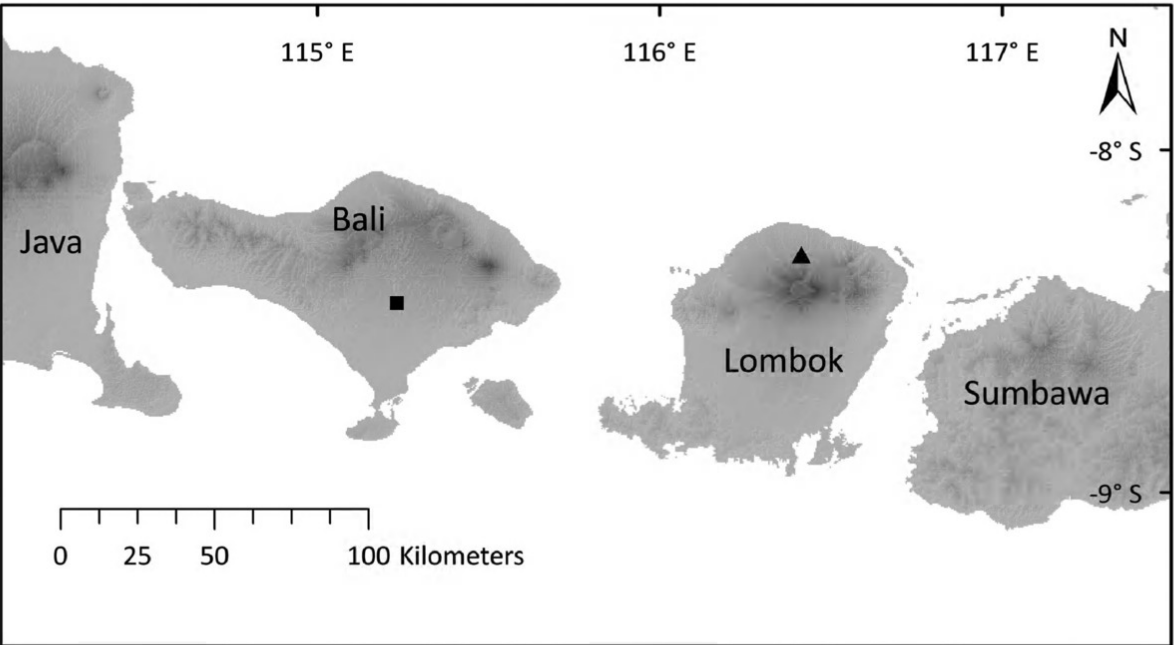 115° E
116° E
117° E
N
-8° S
Bali
Java
Lombok
Sumbawa
-9° S
0 25 50 100 Kilometers